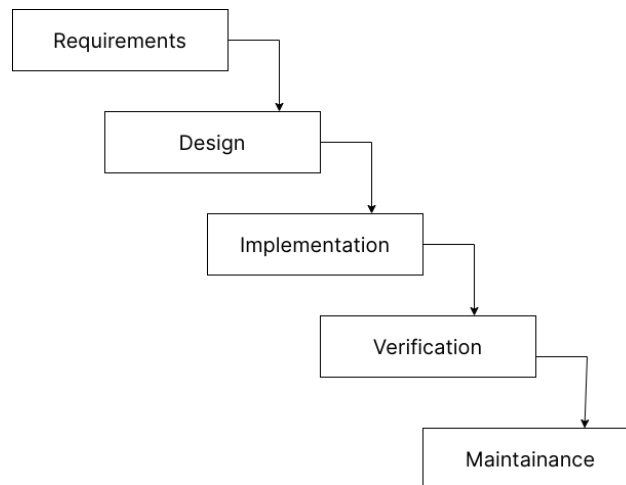 Requirements
Design
Implementation
Verification
Maintainance